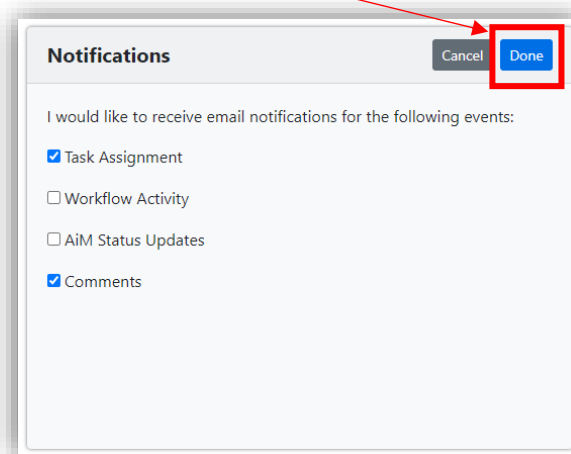 Notifications Cancel Done
I would like to receive email notifications for the following events:
Task Assignment
Workflow Activity
AiM Status Updates
Comments